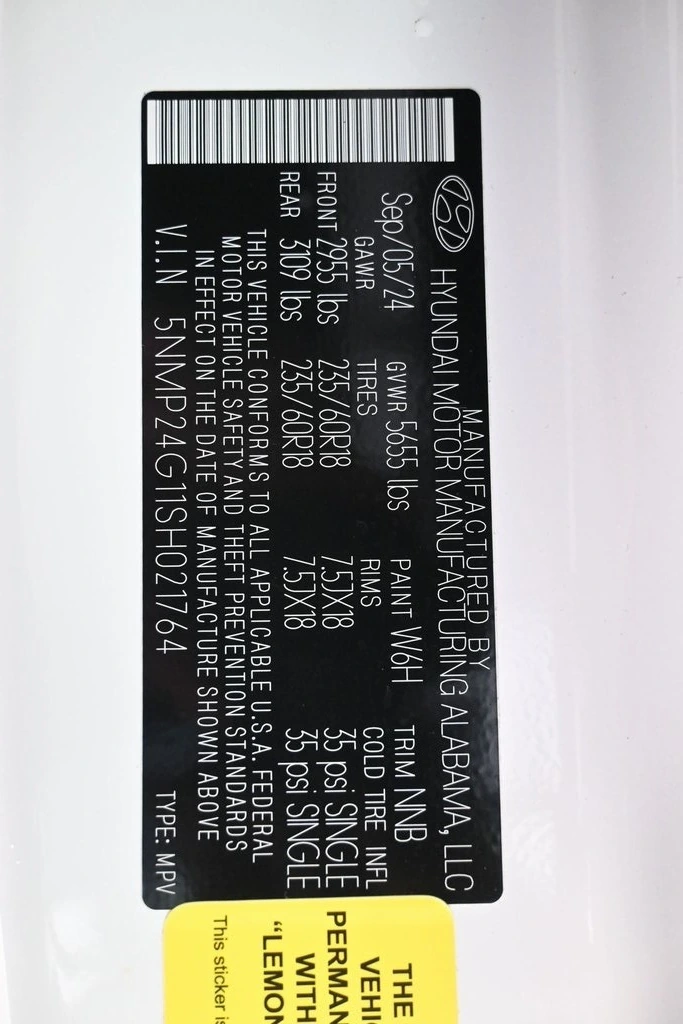 MANUFACTURED BY
HYUNDAI MOTOR MANUFACTURING ALABAMA, LLC
Sep/05/24 GVWR 5655 lbs PAINT W6H TRIM NNB
GAWR TIRES RIMS COLD TIRE INFL
FRONT 2955 lbs 235/60R18 7.5JX18 35 psi SINGLE
REAR 3109 lbs 235/60R18 7.5JX18 35 psi SINGLE
THIS VEHICLE CONFORMS TO ALL APPLICABLE U.S.A. FEDERAL
MOTOR VEHICLE SAFETY AND THEFT PREVENTION STANDARDS
IN EFFECT ON THE DATE OF MANUFACTURE SHOWN ABOVE
V.I.N 5NMP24G11SH021764 TYPE: MPV
THE
VEHI
PERMAN
WITH
"LEMON
This sticker is